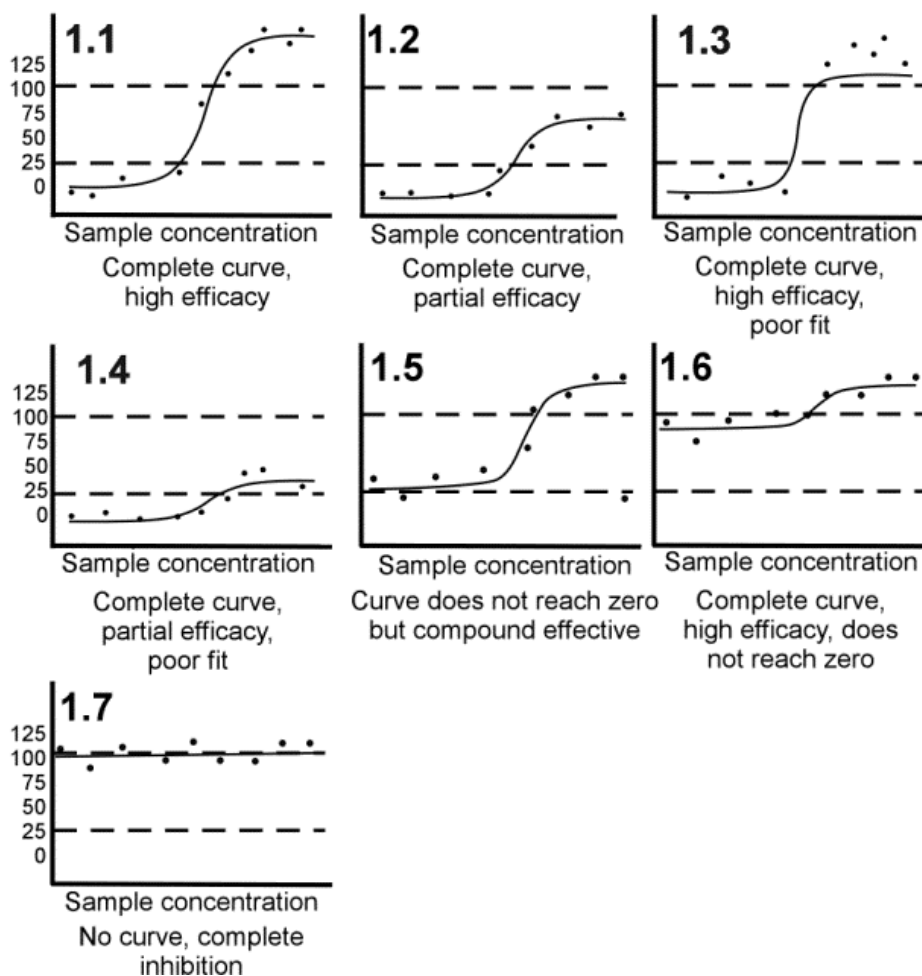 1.1
125
100
75
50
25
0
Sample concentration
Complete curve,
high efficacy
1.2
Sample concentration
Complete curve,
partial efficacy
1.3
Sample concentration
Complete curve,
high efficacy,
poor fit
1.4
125
100
75
50
25
0
Sample concentration
Complete curve,
partial efficacy,
poor fit
1.5
Sample concentration
Curve does not reach zero
but compound effective
1.6
Sample concentration
Complete curve,
high efficacy, does
not reach zero
1.7
125
100
75
50
25
0
Sample concentration
No curve, complete
inhibition